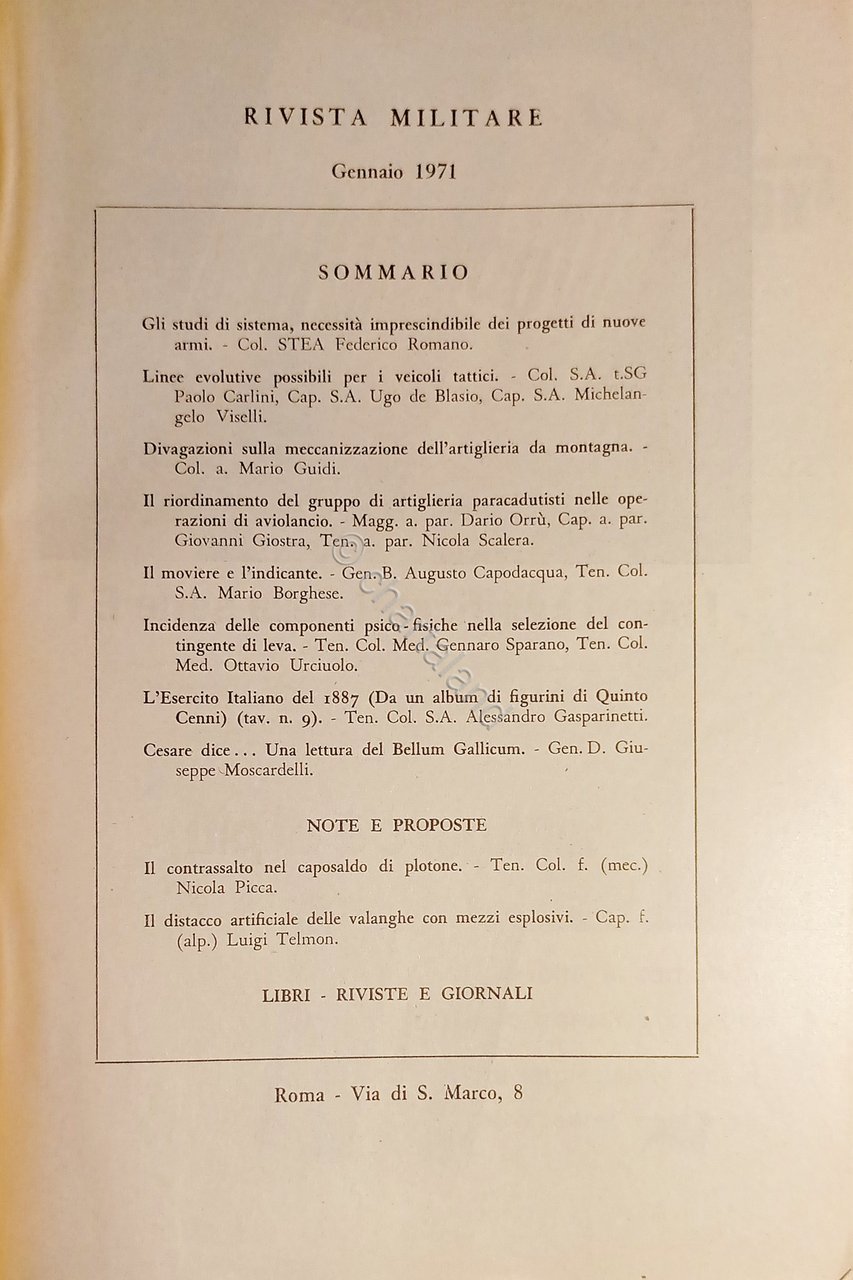 RIVISTA MILITARE
Gennaio 1971
SOMMARIO
Gli studi di sistema, necessità imprescindibile dei progetti di nuove
armi. - Col. STEA Federico Romano.
Linee evolutive possibili per i veicoli tattici. - Col. S.A. t.SG
Paolo Carlini, Cap. S.A. Ugo de Blasio, Cap. S.A. Michelan-
gelo Viselli.
Divagazioni sulla meccanizzazione dell'artiglieria da montagna. -
Col. a. Mario Guidi.
Il riordinamento del gruppo di artiglieria paracadutisti nelle ope-
razioni di aviolancio. - Magg. a. par. Dario Orrù, Cap. a. par.
Giovanni Giostra, Ten. a. par. Nicola Scalera.
Il moviere e l'indicante. - Gen. B. Augusto Capodacqua, Ten. Col.
S.A. Mario Borghese.
Incidenza delle componenti psico-fisiche nella selezione del con-
tingente di leva. - Ten. Col. Med. Gennaro Sparano, Ten. Col.
Med. Ottavio Urciuolo.
L'Esercito Italiano del 1887 (Da un album di figurini di Quinto
Cenni) (tav. n. 9). - Ten. Col. S.A. Alessandro Gasparinetti.
Cesare dice... Una lettura del Bellum Gallicum. - Gen. D. Giu-
seppe Moscardelli.
NOTE E PROPOSTE
Il contrassalto nel caposaldo di plotone. - Ten. Col. f. (mec.)
Nicola Picca.
Il distacco artificiale delle valanghe con mezzi esplosivi. - Cap. f.
(alp.) Luigi Telmon.
LIBRI - RIVISTE E GIORNALI
Roma - Via di S. Marco, 8